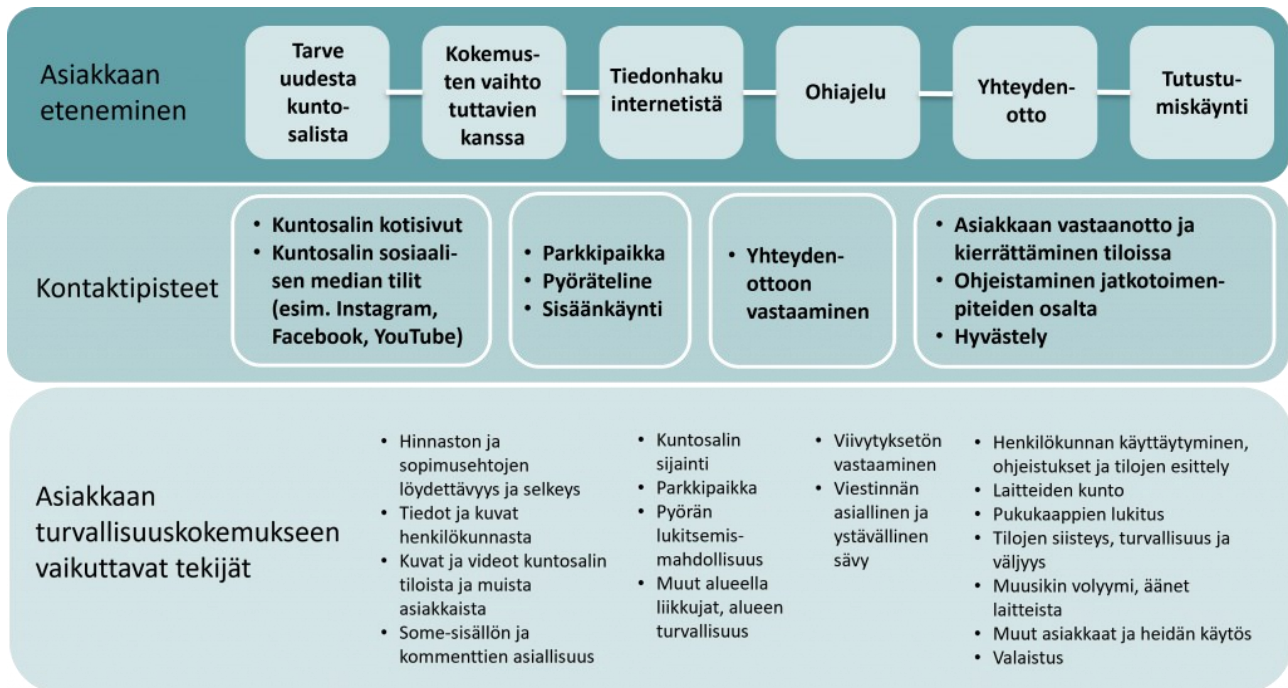 Asiakkaan
eteneminen
Tarve
uudesta
kunto-
salista
Kokemus-
ten vaihto
tuttavien
kanssa
Tiedonhaku
internetistä
Ohiajelu
Yhteyden-
otto
Tutustu-
miskäynti
Kontaktipisteet
• Kuntosalin kotisivut
• Kuntosalin sosiaali-
sen median tilit
(esim. Instagram,
Facebook, YouTube)
• Parkkipaikka
• Pyöräteline
• Sisäänkäynti
• Yhteyden-
ottoon
vastaaminen
• Asiakkaan vastaanotto ja
kierrättäminen tiloissa
• Ohjeistaminen jatkotoimen-
piteiden osalta
• Hyvästely
Asiakkaan
turvallisuuskokemukseen
vaikuttavat tekijät
• Hinnaston ja
sopimusehtojen
löydettävyys ja selkeys
• Tiedot ja kuvat
henkilökunnasta
• Kuvat ja videot kuntosalin
tiloista ja muista
asiakkaista
• Some-sisällön ja
kommenttien asiallisuus
• Kuntosalin
sijainti
• Parkkipaikka
• Pyörän
lukitsemis-
mahdollisuus
• Muut alueella
liikkujat, alueen
turvallisuus
• Viivytyksetön
vastaaminen
• Viestinnän
asiallinen ja
ystävällinen
sävy
• Henkilökunnan käyttäytyminen,
ohjeistukset ja tilojen esittely
• Laitteiden kunto
• Pukukaappien lukitus
• Tilojen siisteys, turvallisuus ja
väljyys
• Muusikin volyymi, äänet
laitteista
• Muut asiakkaat ja heidän käytös
• Valaistus